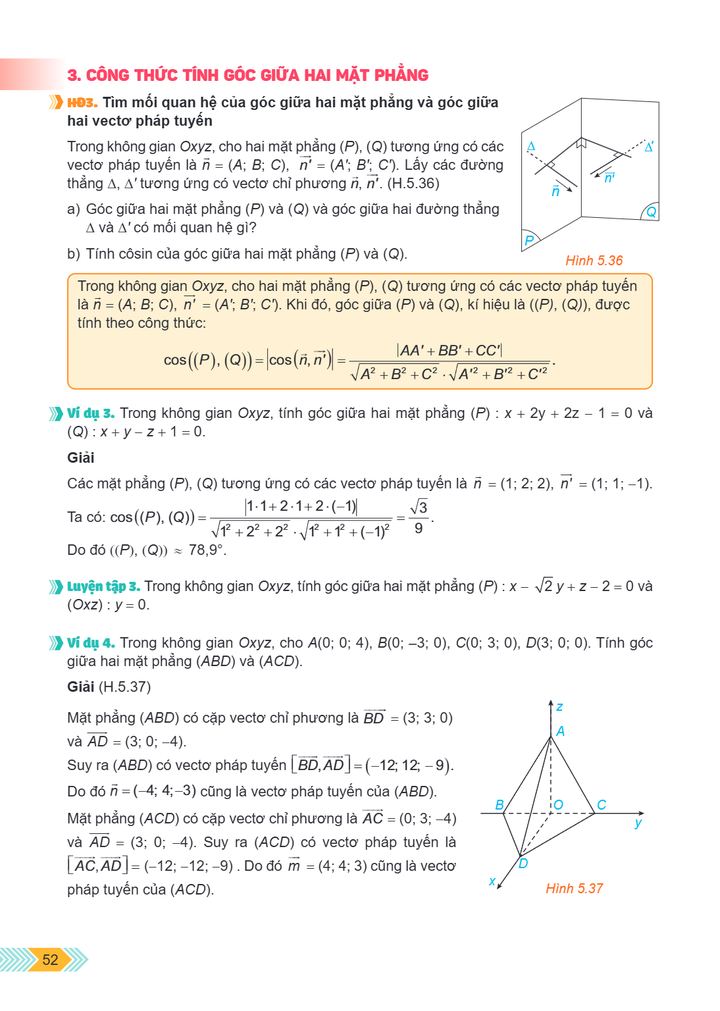 3. CÔNG THỨC TÍNH GÓC GIỮA HAI MẶT PHẲNG
HĐ3. Tìm mối quan hệ của góc giữa hai mặt phẳng và góc giữa
hai vectơ pháp tuyến
Trong không gian Oxyz, cho hai mặt phẳng (P), (Q) tương ứng có các
vectơ pháp tuyến là n⃗ = (A; B; C), n'⃗ = (A'; B'; C'). Lấy các đường
thẳng Δ, Δ' tương ứng có vectơ chỉ phương n⃗, n'⃗. (H.5.36)
a) Góc giữa hai mặt phẳng (P) và (Q) và góc giữa hai đường thẳng
Δ và Δ' có mối quan hệ gì?
b) Tính côsin của góc giữa hai mặt phẳng (P) và (Q).
Δ
Δ'
n⃗
n'⃗
P
Q
Hình 5.36
Trong không gian Oxyz, cho hai mặt phẳng (P), (Q) tương ứng có các vectơ pháp tuyến
là n⃗ = (A; B; C), n'⃗ = (A'; B'; C'). Khi đó, góc giữa (P) và (Q), kí hiệu là ((P), (Q)), được
tính theo công thức:
cos((P), (Q)) = |cos(n⃗, n'⃗)| = |AA' + BB' + CC'| / (√(A² + B² + C²) · √(A'² + B'² + C'²)).
Ví dụ 3. Trong không gian Oxyz, tính góc giữa hai mặt phẳng (P) : x + 2y + 2z – 1 = 0 và
(Q) : x + y – z + 1 = 0.
Giải
Các mặt phẳng (P), (Q) tương ứng có các vectơ pháp tuyến là n⃗ = (1; 2; 2), n'⃗ = (1; 1; –1).
Ta có: cos((P), (Q)) = |1·1 + 2·1 + 2·(–1)| / (√(1² + 2² + 2²) · √(1² + 1² + (–1)²)) = √3 / 9.
Do đó ((P), (Q)) ≈ 78,9°.
Luyện tập 3. Trong không gian Oxyz, tính góc giữa hai mặt phẳng (P) : x – √2 y + z – 2 = 0 và
(Oxz) : y = 0.
Ví dụ 4. Trong không gian Oxyz, cho A(0; 0; 4), B(0; –3; 0), C(0; 3; 0), D(3; 0; 0). Tính góc
giữa hai mặt phẳng (ABD) và (ACD).
Giải (H.5.37)
Mặt phẳng (ABD) có cặp vectơ chỉ phương là BD⃗ = (3; 3; 0)
và AD⃗ = (3; 0; –4).
Suy ra (ABD) có vectơ pháp tuyến [BD⃗, AD⃗] = (–12; 12; –9).
Do đó n⃗ = (–4; 4; –3) cũng là vectơ pháp tuyến của (ABD).
Mặt phẳng (ACD) có cặp vectơ chỉ phương là AC⃗ = (0; 3; –4)
và AD⃗ = (3; 0; –4). Suy ra (ACD) có vectơ pháp tuyến là
[AC⃗, AD⃗] = (–12; –12; –9) . Do đó m⃗ = (4; 4; 3) cũng là vectơ
pháp tuyến của (ACD).
z
A
B
O
C
y
D
x
Hình 5.37
52